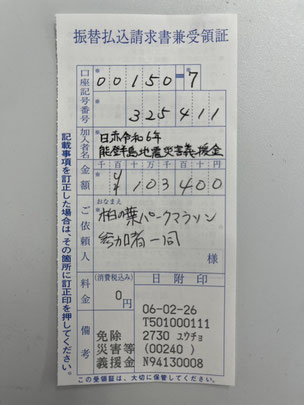 振替払込請求書兼受領証
口座記号番号
00150-7
325411
加入者名
日赤令和6年
能登半島地震災害義援金
金額
千百十万千百十円
¥103400
ご依頼人
おなまえ
柏の葉パークマラソン
参加者一同
様
料金
(消費税込み)
0円
備考
日附印
06-02-26
T501000111
免除 2730 ユウチョ
災害等 (00240)
義援金 N94130008
記載事項を訂正した場合は、その箇所に訂正印を押してください。
この受領証は、大切に保管してください。